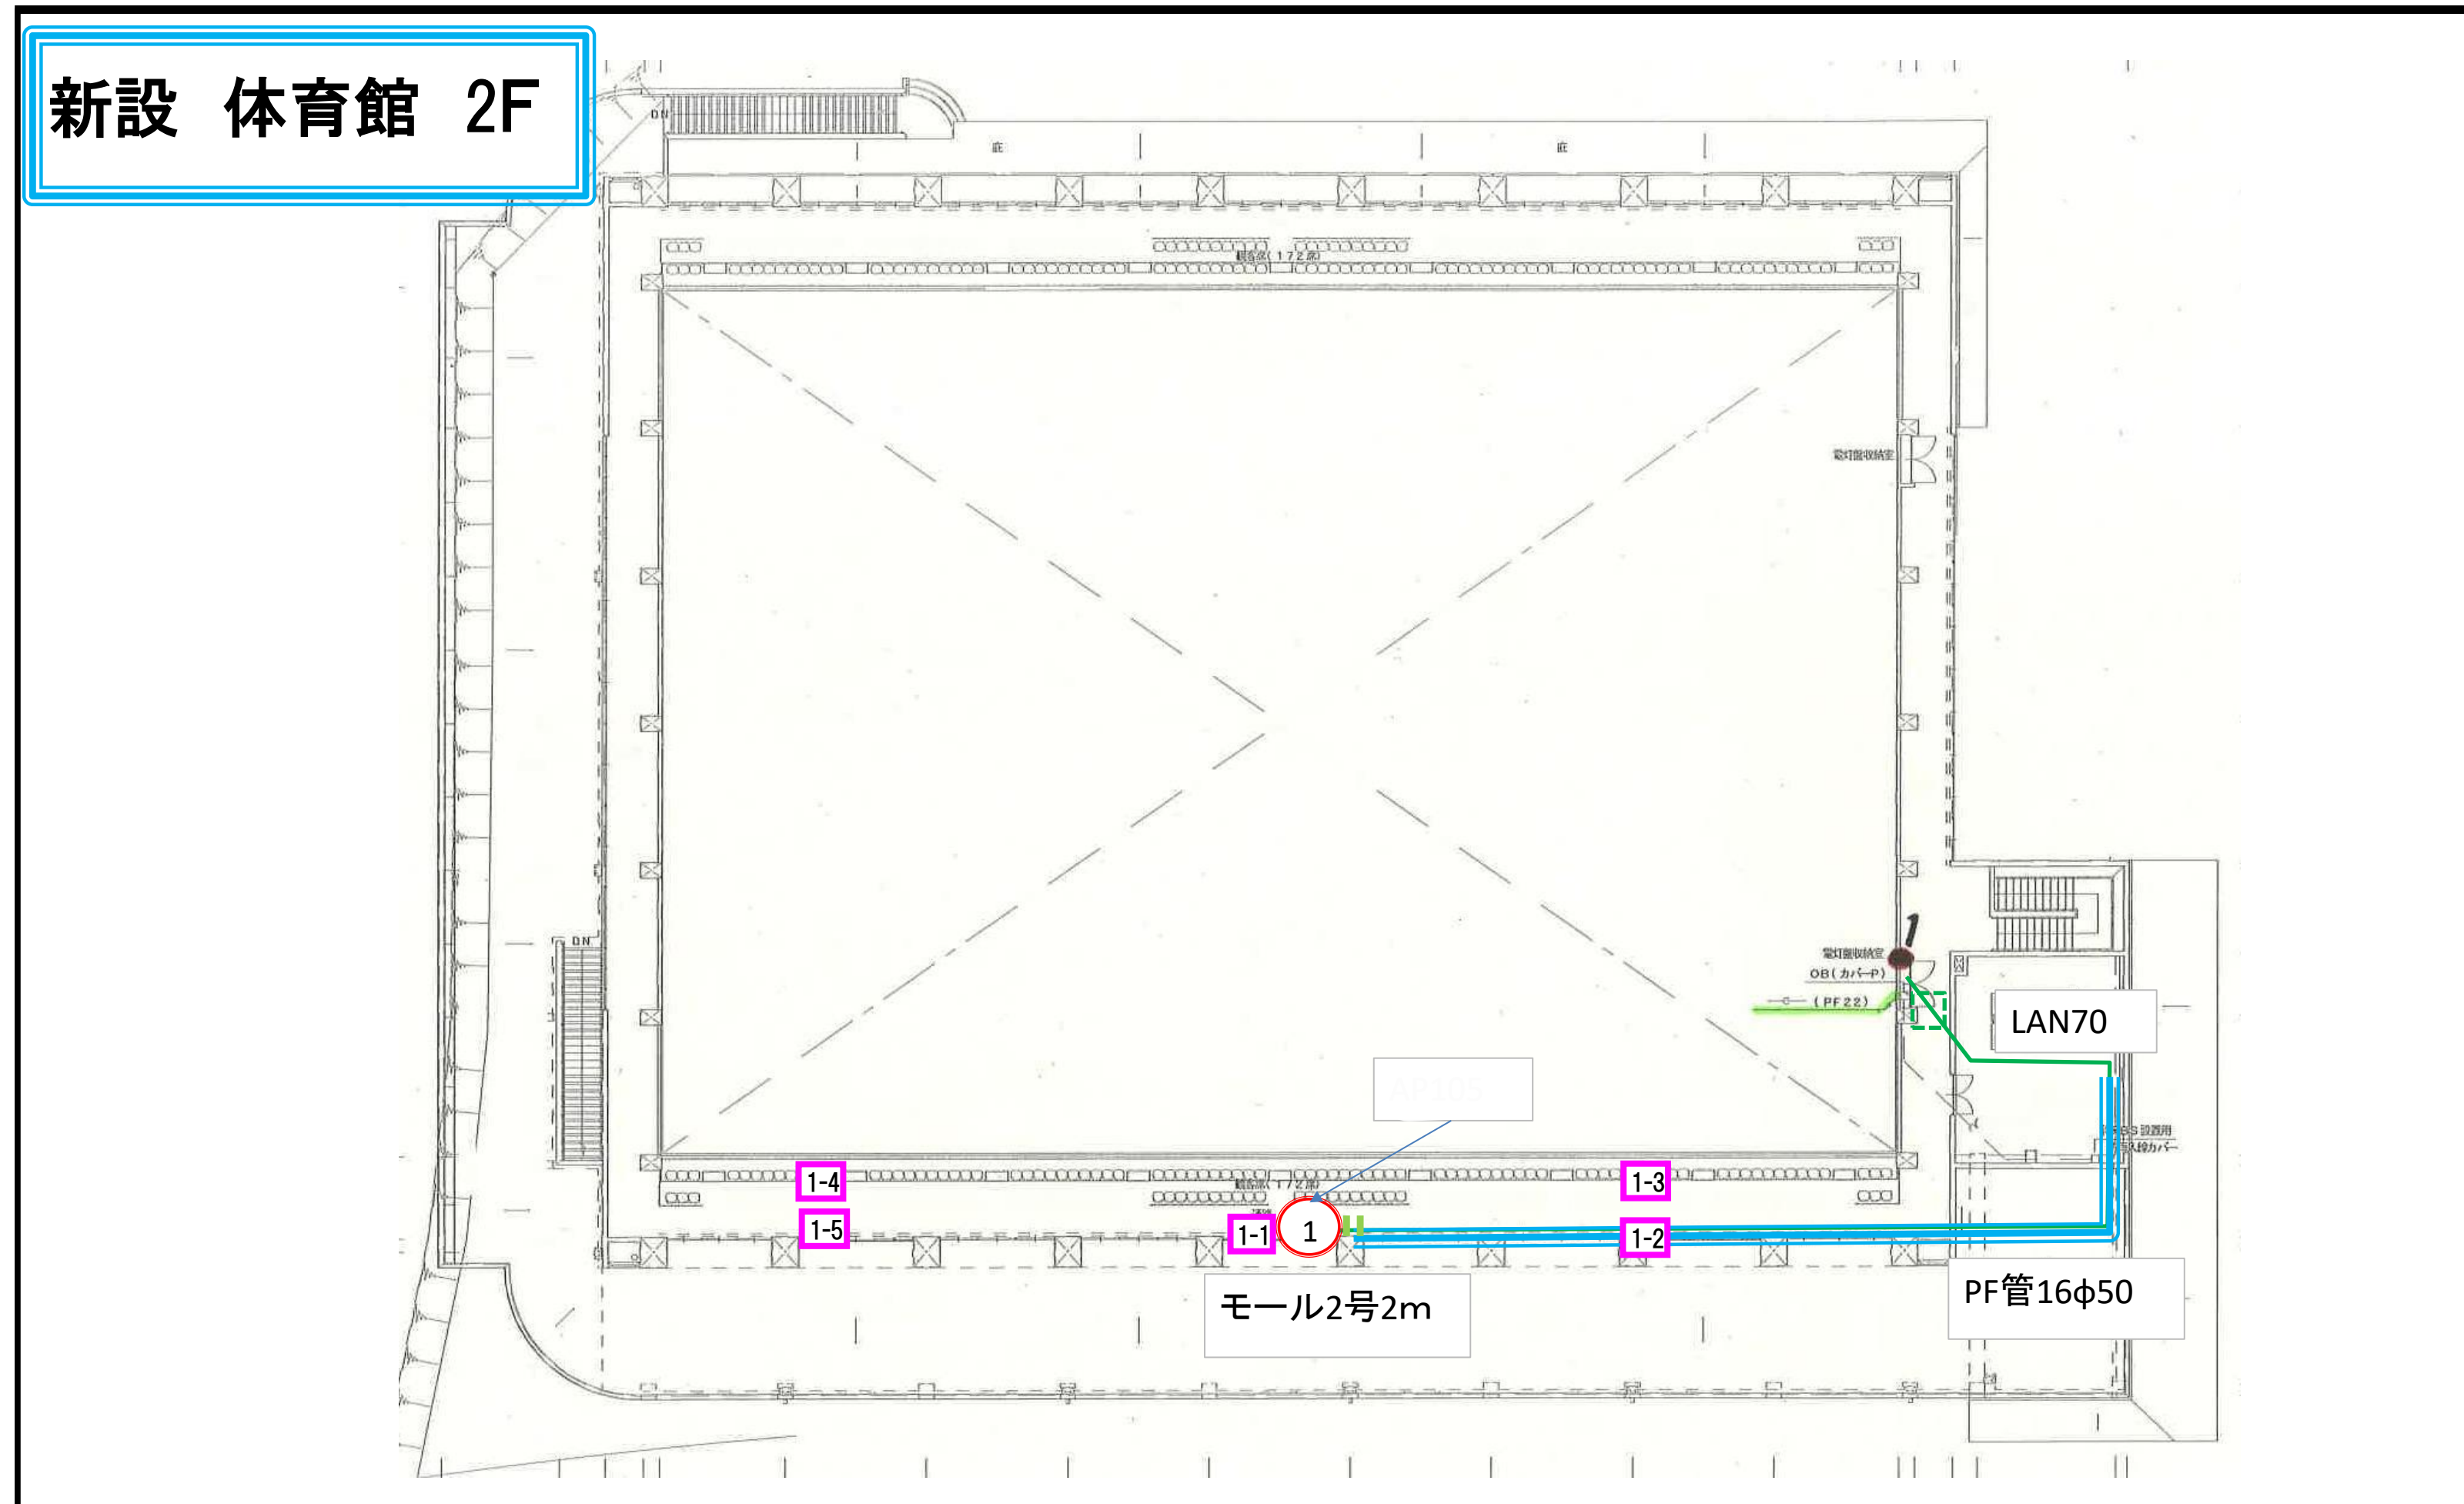 新設　体育館　2F
DN
庇
庇
観客席(172席)
電灯盤収納室
1
電灯盤収納室
OB(カバーP)
(PF22)
DN
LAN70
1-4
1-3
観客席(172席)
1-5
1-1
1
1-2
モール2号2m
PF管16φ50